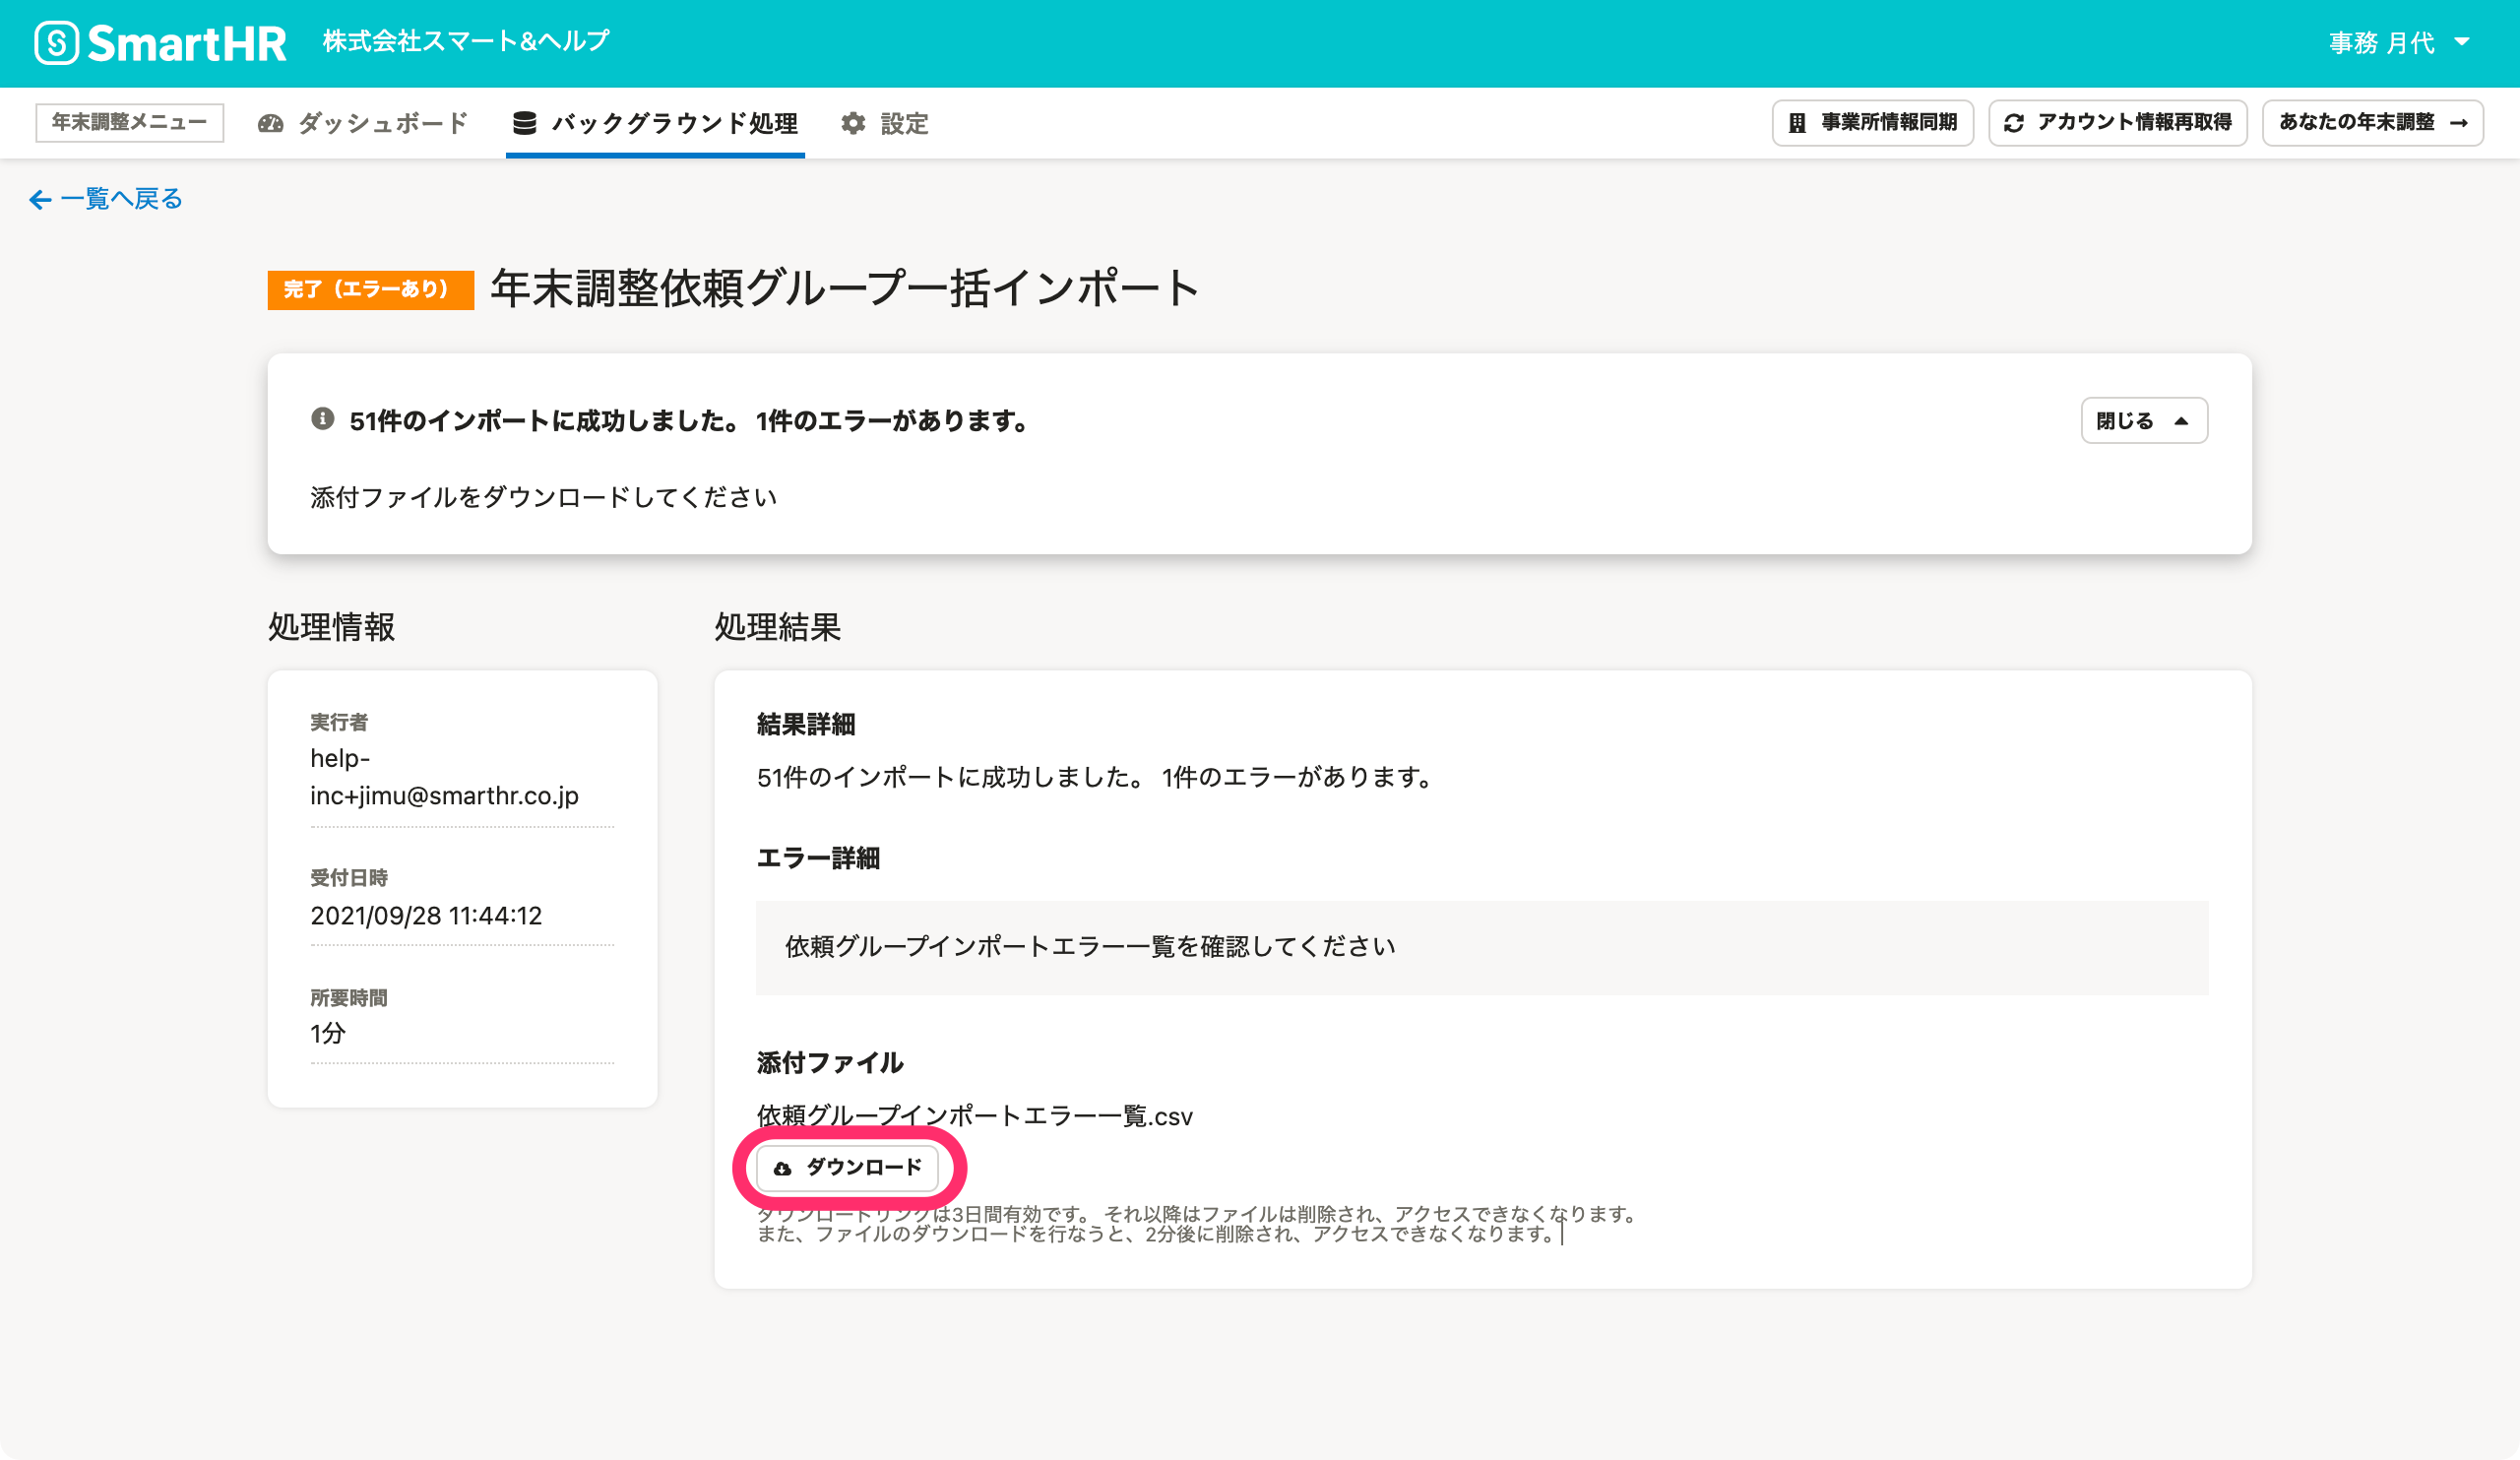 SmartHR 株式会社スマート&ヘルプ 事務 月代
年末調整メニュー ダッシュボード バックグラウンド処理 設定 事業所情報同期 アカウント情報再取得 あなたの年末調整 →
← 一覧へ戻る
完了（エラーあり） 年末調整依頼グループ一括インポート
51件のインポートに成功しました。 1件のエラーがあります。 閉じる
添付ファイルをダウンロードしてください
処理情報
実行者
help-
inc+jimu@smarthr.co.jp
受付日時
2021/09/28 11:44:12
所要時間
1分
処理結果
結果詳細
51件のインポートに成功しました。 1件のエラーがあります。
エラー詳細
依頼グループインポートエラー一覧を確認してください
添付ファイル
依頼グループインポートエラー一覧.csv
ダウンロード
ダウンロードリンクは3日間有効です。 それ以降はファイルは削除され、アクセスできなくなります。
また、ファイルのダウンロードを行なうと、2分後に削除され、アクセスできなくなります。